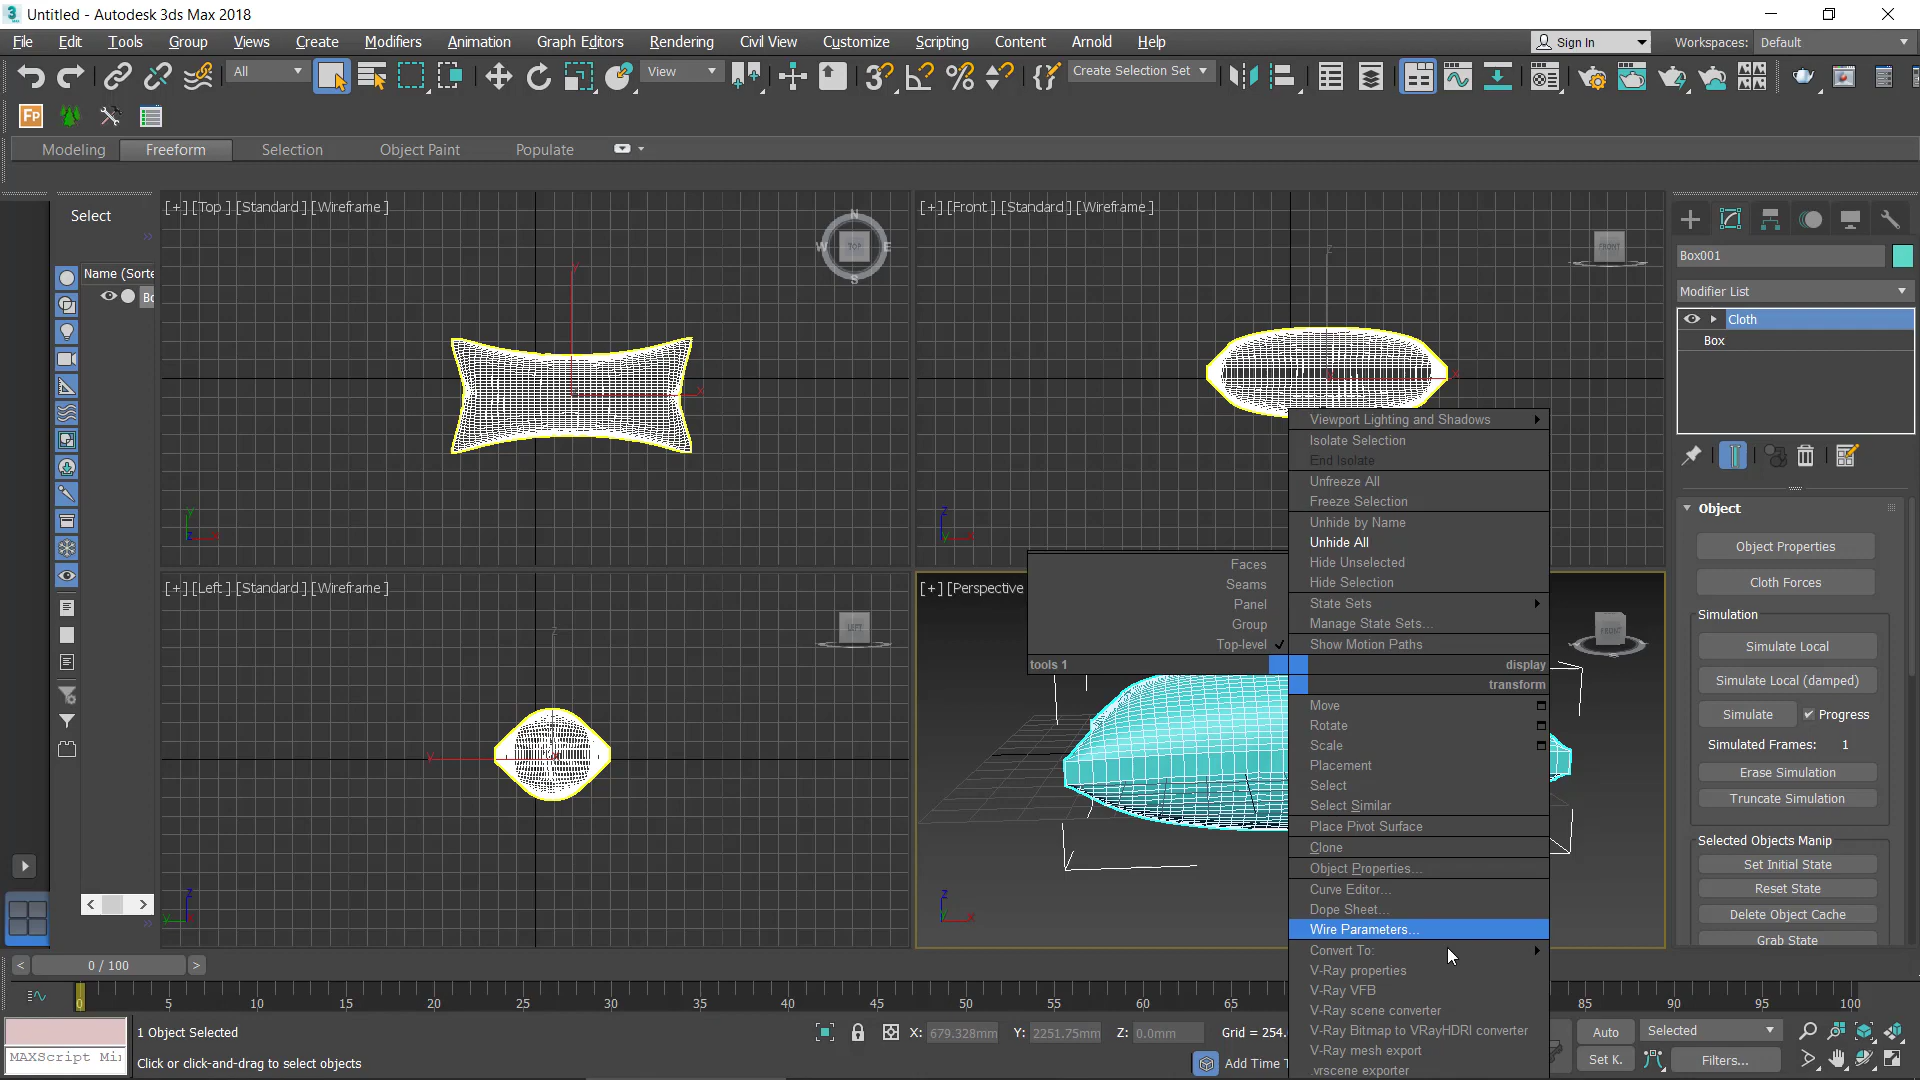 Untitled - Autodesk 3ds Max 2018
File Edit Tools Group Views Create Modifiers Animation Graph Editors Rendering Civil View Customize Scripting Content Arnold Help
Sign In
Workspaces: Default
All
View
Create Selection Set
Fp
Modeling Freeform Selection Object Paint Populate
Select
Name (Sorte
Bo
[+] [Top ] [Standard ] [Wireframe ]
N
W TOP E
S
y
x
[+] [Front ] [Standard ] [Wireframe ]
FRONT
z
x
[+] [Left ] [Standard ] [Wireframe ]
LEFT
z
y
[+] [Perspective
FRONT
Viewport Lighting and Shadows
Isolate Selection
End Isolate
Unfreeze All
Freeze Selection
Unhide by Name
Unhide All
Hide Unselected
Hide Selection
State Sets
Manage State Sets...
Show Motion Paths
display
Faces
Seams
Panel
Group
Top-level
tools 1
transform
Move
Rotate
Scale
Placement
Select
Select Similar
Place Pivot Surface
Clone
Object Properties...
Curve Editor...
Dope Sheet...
Wire Parameters...
Convert To:
V-Ray properties
V-Ray VFB
V-Ray scene converter
V-Ray Bitmap to VRayHDRI converter
V-Ray mesh export
.vrscene exporter
Box001
Modifier List
Cloth
Box
Object
Object Properties
Cloth Forces
Simulation
Simulate Local
Simulate Local (damped)
Simulate Progress
Simulated Frames: 1
Erase Simulation
Truncate Simulation
Selected Objects Manip
Set Initial State
Reset State
Delete Object Cache
Grab State
< 0 / 100 >
0 5 10 15 20 25 30 35 40 45 50 55 60 65 85 90 95 100
MAXScript Mi
1 Object Selected
Click or click-and-drag to select objects
X: 679.328mm Y: 2251.75mm Z: 0.0mm Grid = 254.
Add Time T
Auto Selected
Set K. Filters...